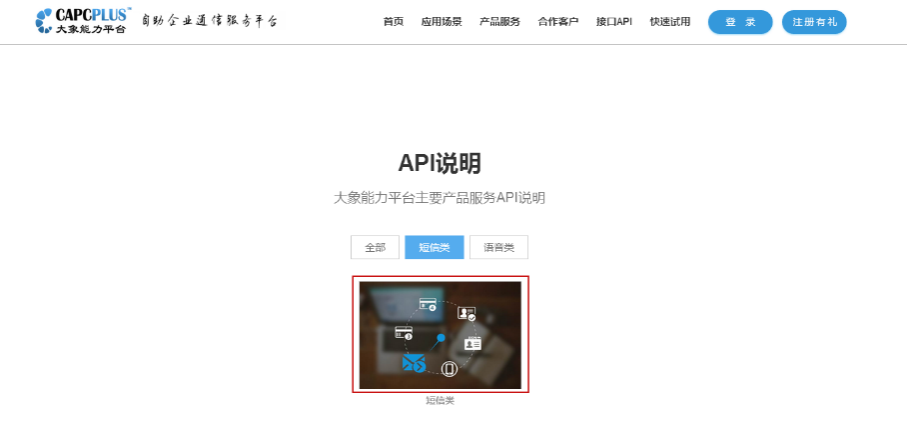 CAPCPLUS™ 自助企业通信服务平台
大象能力平台
首页 应用场景 产品服务 合作客户 接口API 快速试用 登 录 注册有礼
API说明
大象能力平台主要产品服务API说明
全部 短信类 语音类
短信类